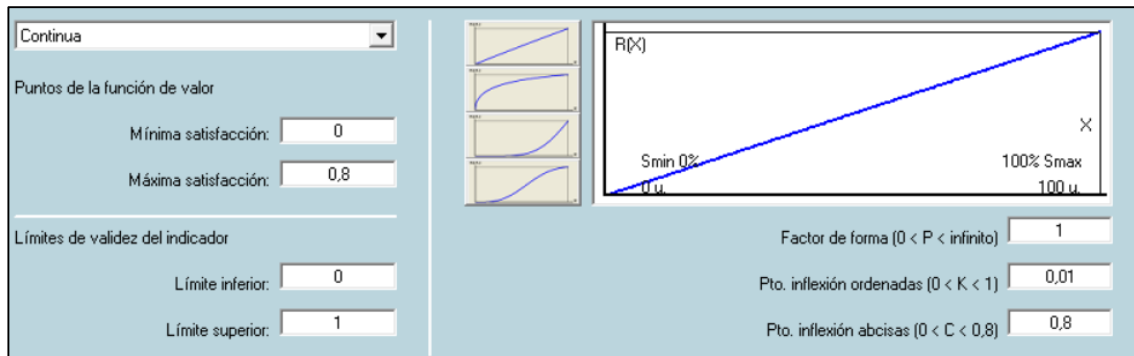 Continua
Puntos de la función de valor
Mínima satisfacción: 0
Máxima satisfacción: 0,8
Límites de validez del indicador
Límite inferior: 0
Límite superior: 1
R(X)
X
Smin 0% 100% Smax
0 u. 100 u.
Factor de forma (0 < P < infinito) 1
Pto. inflexión ordenadas (0 < K < 1) 0,01
Pto. inflexión abcisas (0 < C < 0,8) 0,8